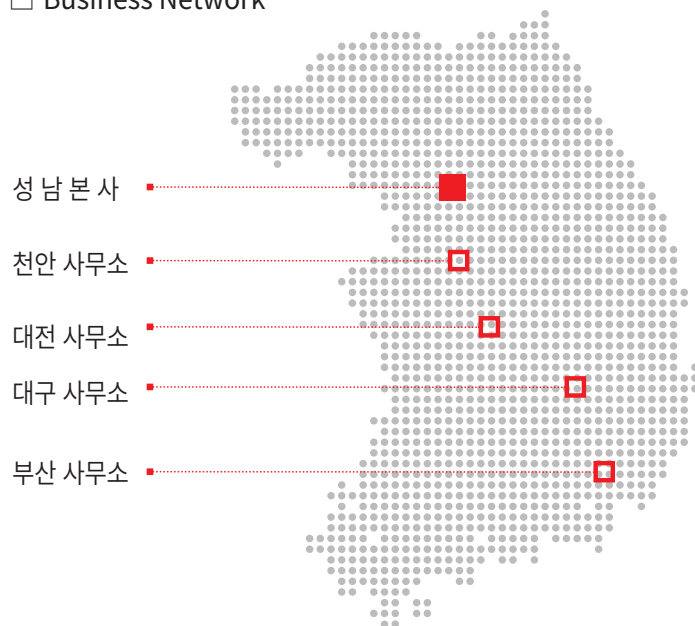 □ Business Network
성 남 본 사
천안 사무소
대전 사무소
대구 사무소
부산 사무소